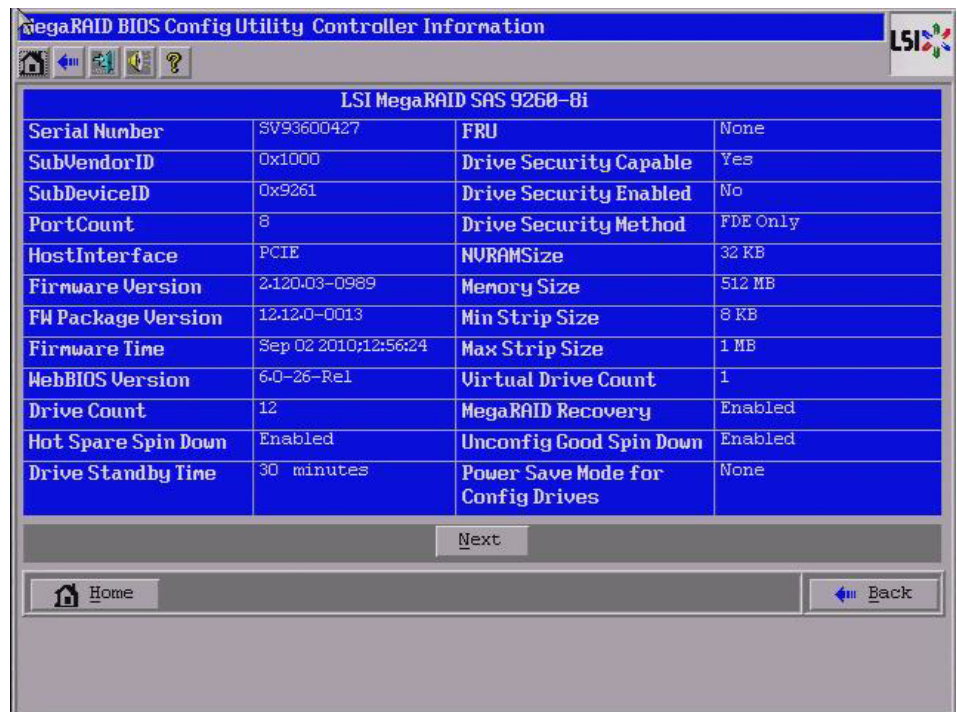 MegaRAID BIOS Config Utility Controller Information
LSI
LSI MegaRAID SAS 9260-8i
Serial Number SV93600427 FRU None
SubVendorID 0x1000 Drive Security Capable Yes
SubDeviceID 0x9261 Drive Security Enabled No
PortCount 8 Drive Security Method FDE Only
HostInterface PCIE NVRAMSize 32 KB
Firmware Version 2.120.03-0989 Memory Size 512 MB
FW Package Version 12.12.0-0013 Min Strip Size 8 KB
Firmware Time Sep 02 2010;12:56:24 Max Strip Size 1 MB
WebBIOS Version 6.0-26-Rel Virtual Drive Count 1
Drive Count 12 MegaRAID Recovery Enabled
Hot Spare Spin Down Enabled Unconfig Good Spin Down Enabled
Drive Standby Time 30 minutes Power Save Mode for None
Config Drives
Next
Home Back